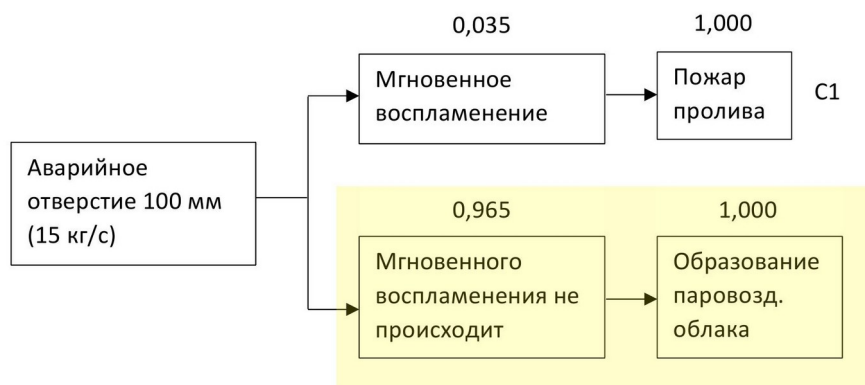 0,035
1,000
Мгновенное
воспламенение
Пожар
пролива
С1
Аварийное
отверстие 100 мм
(15 кг/с)
0,965
1,000
Мгновенного
воспламенения не
происходит
Образование
паровозд.
облака